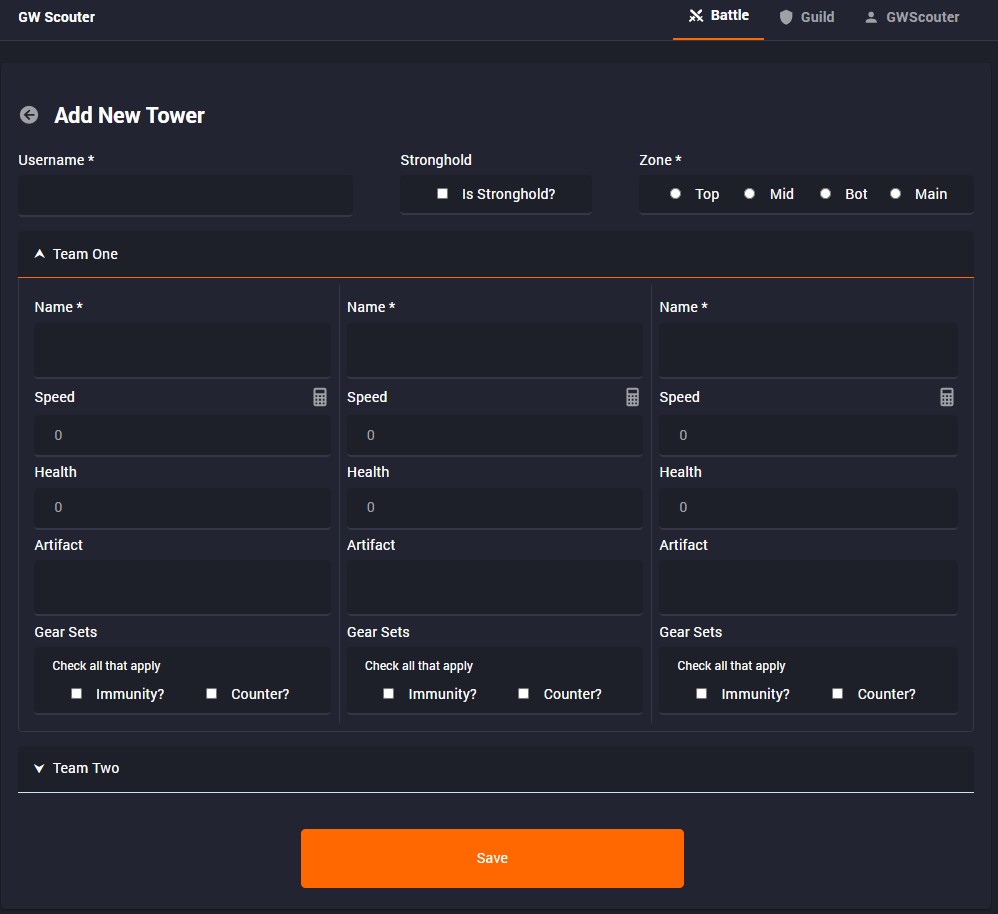 GW Scouter
Battle
Guild
GWScouter
Add New Tower
Username *
Stronghold
Zone *
Is Stronghold?
Top
Mid
Bot
Main
Team One
Name *
Name *
Name *
Speed
Speed
Speed
0
0
0
Health
Health
Health
0
0
0
Artifact
Artifact
Artifact
Gear Sets
Gear Sets
Gear Sets
Check all that apply
Check all that apply
Check all that apply
Immunity?
Counter?
Immunity?
Counter?
Immunity?
Counter?
Team Two
Save